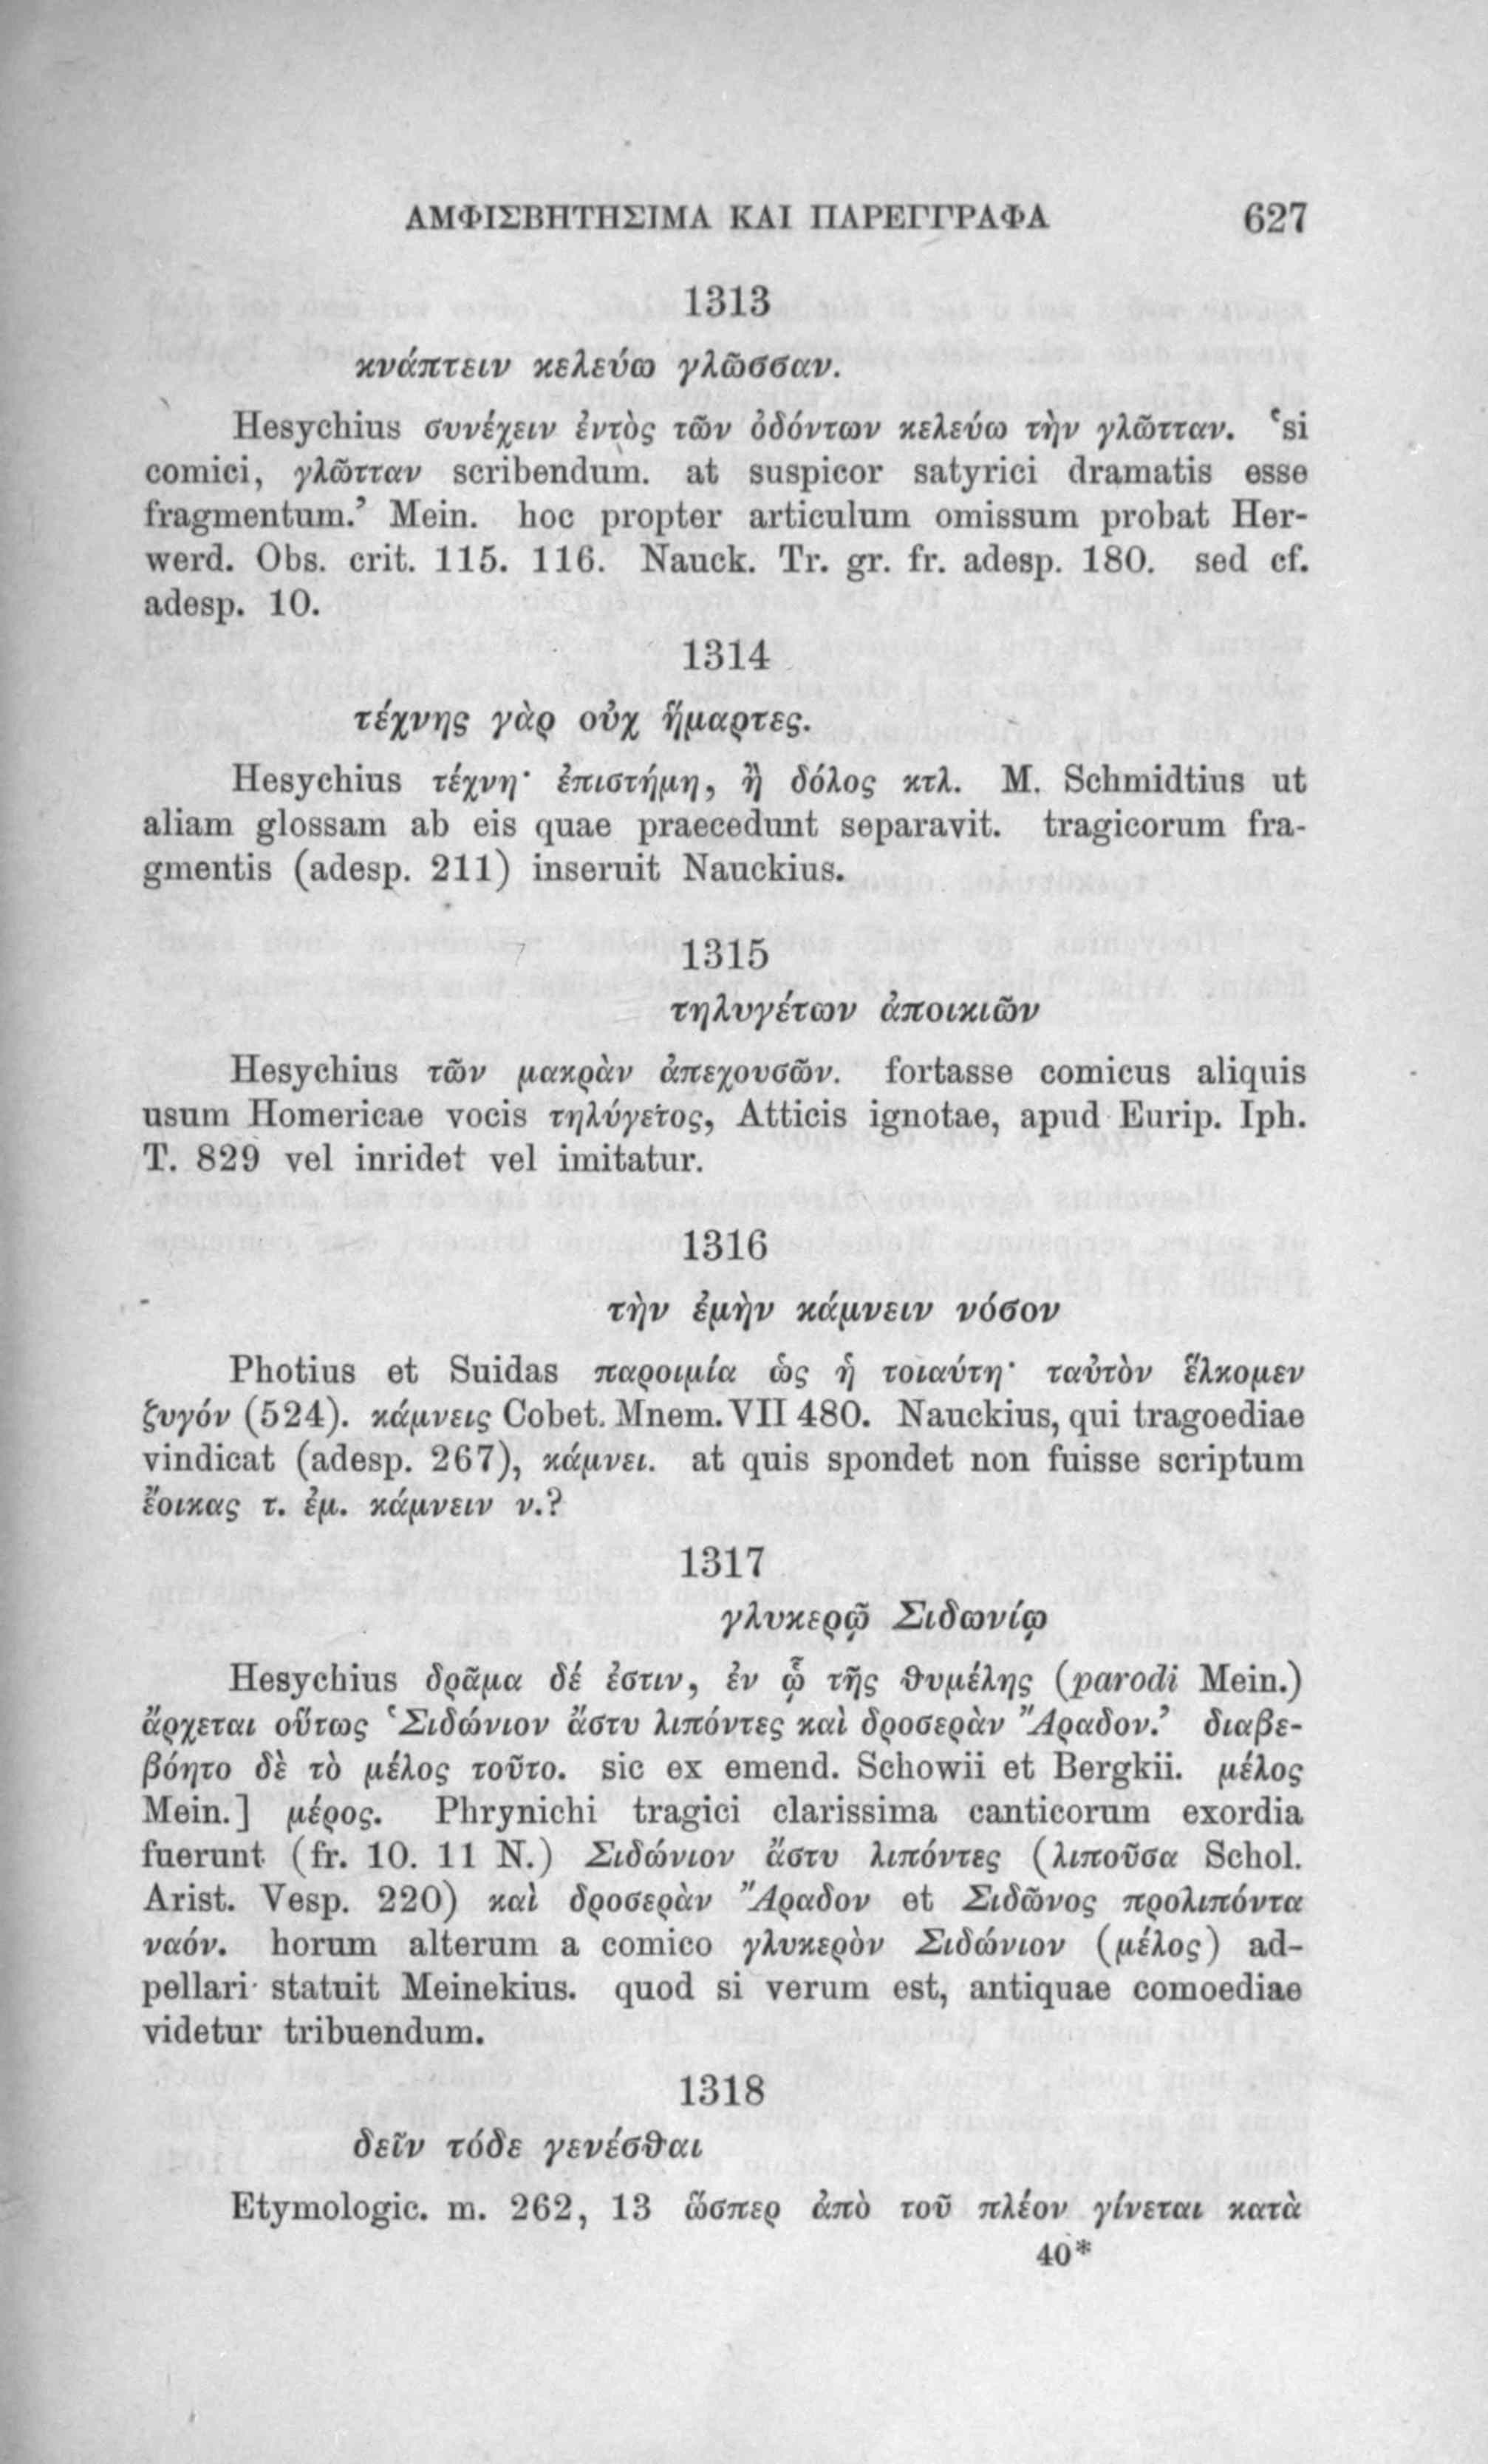 ΑΜΦΙΣΒΗΤΗΣΙΜΑ ΚΑΙ ΠΑΡΕΓΓΡΑΦΑ 627
1313
κνάπτειν κελεύω γλῶσσαν.
Hesychius συνέχειν ἐντὸς τῶν ὀδόντων κελεύω τὴν γλῶτταν. ‘si
comici, γλῶτταν scribendum. at suspicor satyrici dramatis esse
fragmentum.’ Mein. hoc propter articulum omissum probat Her-
werd. Obs. crit. 115. 116. Nauck. Tr. gr. fr. adesp. 180. sed cf.
adesp. 10.
1314
τέχνης γὰρ οὐχ ἥμαρτες.
Hesychius τέχνη· ἐπιστήμη, ἢ δόλος κτλ. M. Schmidtius ut
aliam glossam ab eis quae praecedunt separavit. tragicorum fra-
gmentis (adesp. 211) inseruit Nauckius.
1315
τηλυγέτων ἀποικιῶν
Hesychius τῶν μακρὰν ἀπεχουσῶν. fortasse comicus aliquis
usum Homericae vocis τηλύγετος, Atticis ignotae, apud Eurip. Iph.
T. 829 vel inridet vel imitatur.
1316
τὴν ἐμὴν κάμνειν νόσον
Photius et Suidas παροιμία ὡς ἡ τοιαύτη· ταὐτὸν ἕλκομεν
ζυγόν (524). κάμνεις Cobet. Mnem. VII 480. Nauckius, qui tragoediae
vindicat (adesp. 267), κάμνει. at quis spondet non fuisse scriptum
ἔοικας τ. ἐμ. κάμνειν ν.?
1317
γλυκερῷ Σιδωνίῳ
Hesychius δρᾶμα δέ ἐστιν, ἐν ᾧ τῆς θυμέλης (parodi Mein.)
ἄρχεται οὕτως ‘Σιδώνιον ἄστυ λιπόντες καὶ δροσερὰν Ἄραδον.’ διαβε-
βόητο δὲ τὸ μέλος τοῦτο. sic ex emend. Schowii et Bergkii. μέλος
Mein.] μέρος. Phrynichi tragici clarissima canticorum exordia
fuerunt (fr. 10. 11 N.) Σιδώνιον ἄστυ λιπόντες (λιποῦσα Schol.
Arist. Vesp. 220) καὶ δροσερὰν Ἄραδον et Σιδῶνος προλιπόντα
ναόν. horum alterum a comico γλυκερὸν Σιδώνιον (μέλος) ad-
pellari statuit Meinekius. quod si verum est, antiquae comoediae
videtur tribuendum.
1318
δεῖν τόδε γενέσθαι
Etymologic. m. 262, 13 ὥσπερ ἀπὸ τοῦ πλέον γίνεται κατὰ
40*